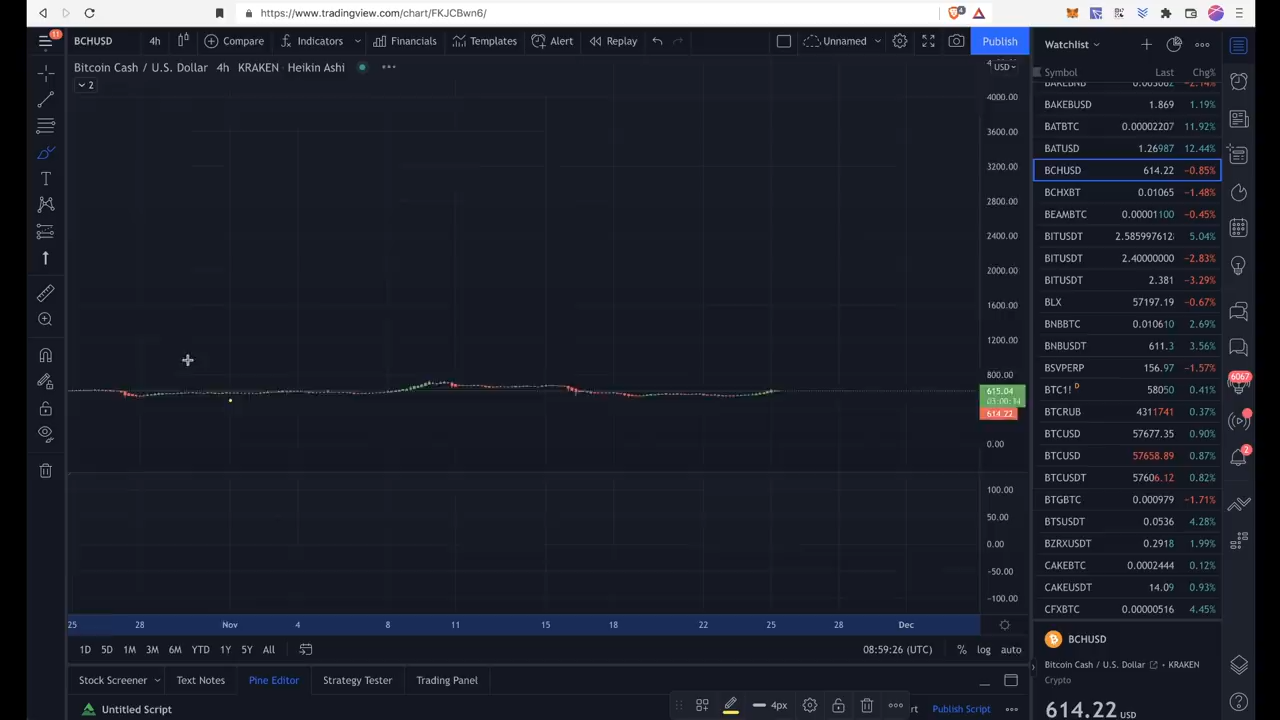 https://www.tradingview.com/chart/FKJCBwn6/
11
BCHUSD 4h Compare Indicators Financials Templates Alert Replay Unnamed Publish
Bitcoin Cash / U.S. Dollar 4h KRAKEN Heikin Ashi
2
USD
4000.00
3600.00
3200.00
2800.00
2400.00
2000.00
1600.00
1200.00
800.00
615.04
03:00:34
614.22
0.00
100.00
50.00
0.00
−50.00
−100.00
25 28 Nov 4 8 11 15 18 22 25 28 Dec
1D 5D 1M 3M 6M YTD 1Y 5Y All 08:59:26 (UTC) % log auto
Stock Screener Text Notes Pine Editor Strategy Tester Trading Panel
Untitled Script 4px Publish Script
Watchlist
Symbol Last Chg%
BAKEBNB 0.003062 −2.14%
BAKEBUSD 1.869 1.19%
BATBTC 0.00002207 11.92%
BATUSD 1.26987 12.44%
BCHUSD 614.22 −0.85%
BCHXBT 0.01065 −1.48%
BEAMBTC 0.00001100 −0.45%
BITUSDT 2.585997612 5.04%
BITUSDT 2.40000000 −2.83%
BITUSDT 2.381 −3.29%
BLX 57197.19 −0.67%
BNBBTC 0.010610 2.69%
BNBUSDT 611.3 3.56%
BSVPERP 156.97 −1.57%
BTC1! D 58050 0.41%
BTCRUB 4311741 0.37%
BTCUSD 57677.35 0.90%
BTCUSD 57658.89 0.87%
BTCUSDT 57606.12 0.82%
BTGBTC 0.000979 −1.71%
BTSUSDT 0.0536 4.28%
BZRXUSDT 0.2918 1.99%
CAKEBTC 0.0002444 0.12%
CAKEUSDT 14.09 0.93%
CFXBTC 0.00000516 4.45%
BCHUSD
Bitcoin Cash / U.S. Dollar • KRAKEN
Crypto
614.22 USD
6067
2